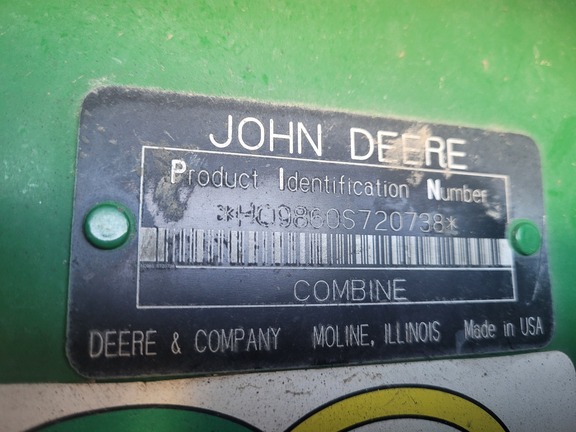 JOHN DEERE
Product Identification Number
*H09860S720738*
COMBINE
DEERE & COMPANY MOLINE, ILLINOIS Made in USA